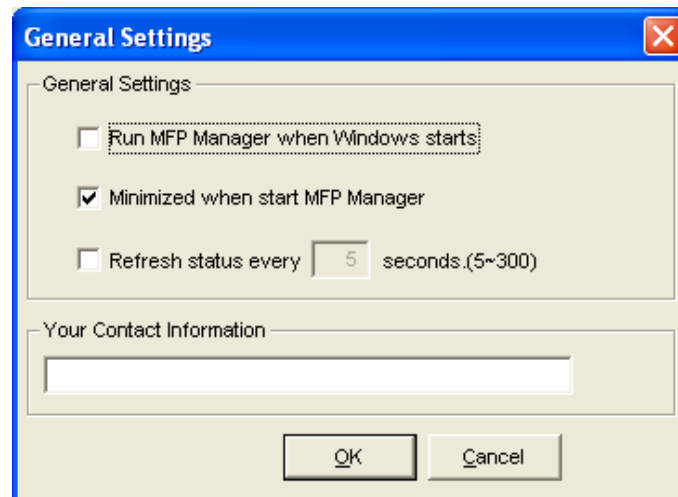 General Settings
General Settings
Run MFP Manager when Windows starts
Minimized when start MFP Manager
Refresh status every 5 seconds.(5~300)
Your Contact Information
OK Cancel